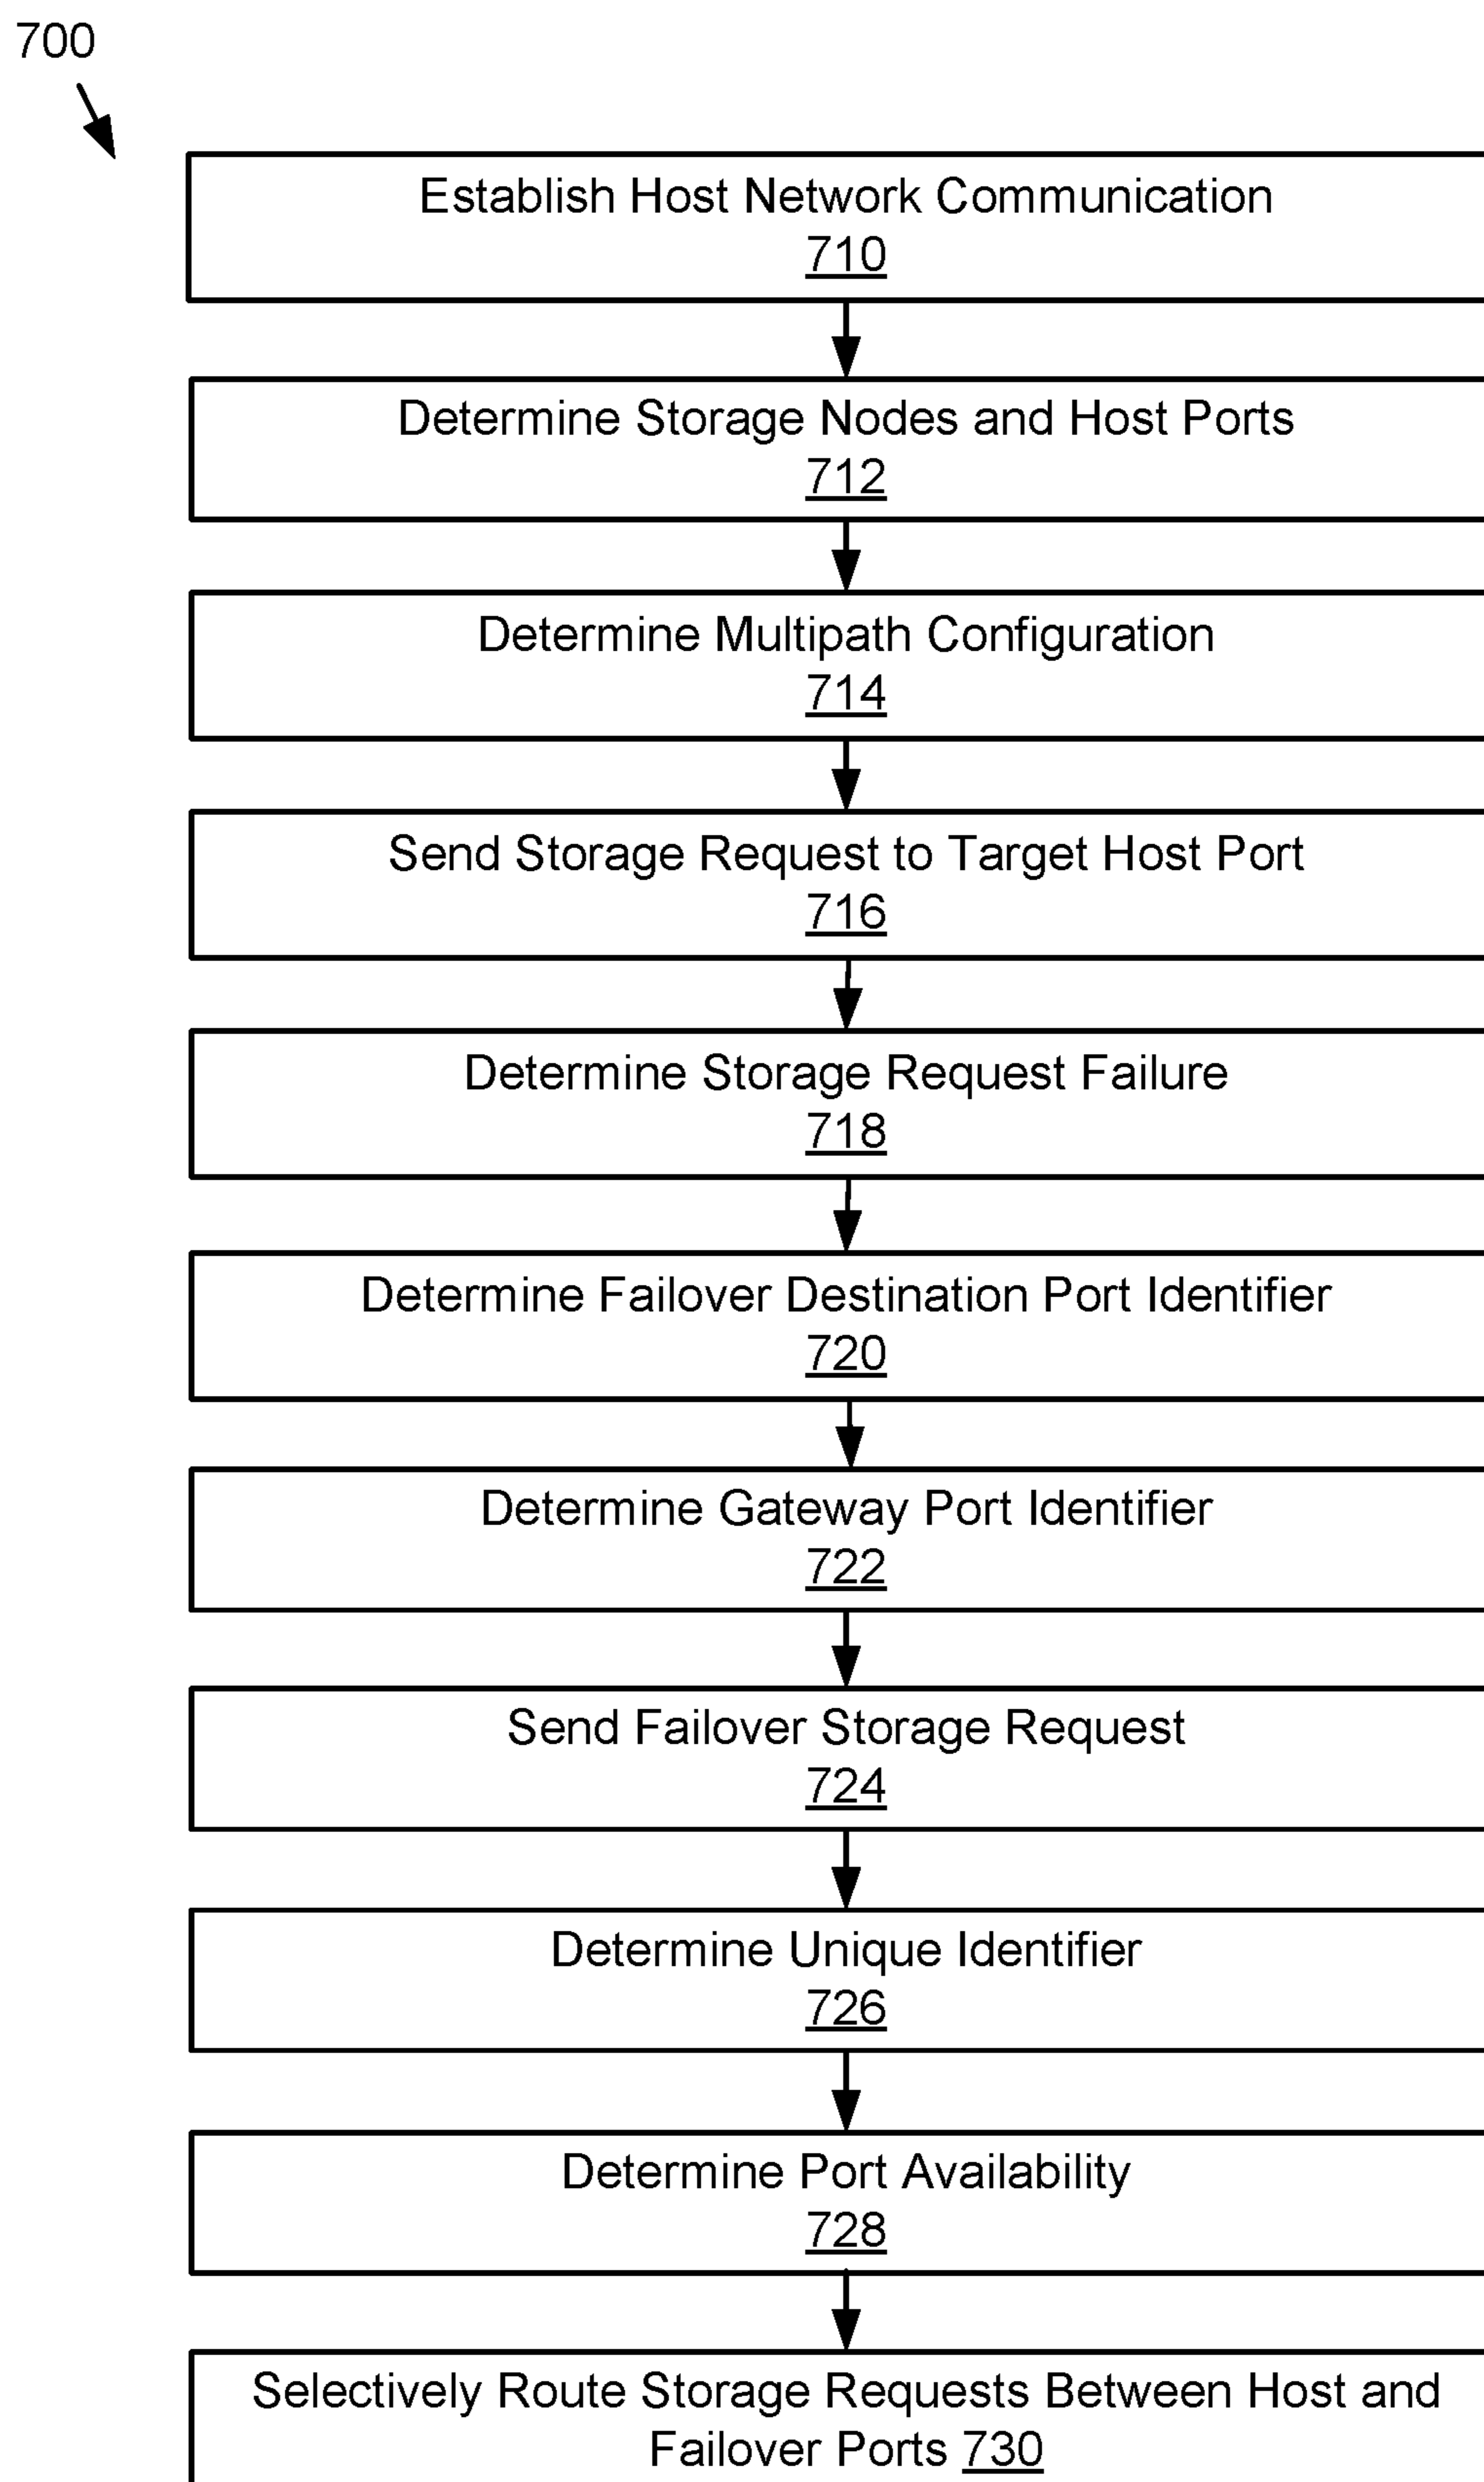 700
Establish Host Network Communication
710
Determine Storage Nodes and Host Ports
712
Determine Multipath Configuration
714
Send Storage Request to Target Host Port
716
Determine Storage Request Failure
718
Determine Failover Destination Port Identifier
720
Determine Gateway Port Identifier
722
Send Failover Storage Request
724
Determine Unique Identifier
726
Determine Port Availability
728
Selectively Route Storage Requests Between Host and
Failover Ports 730